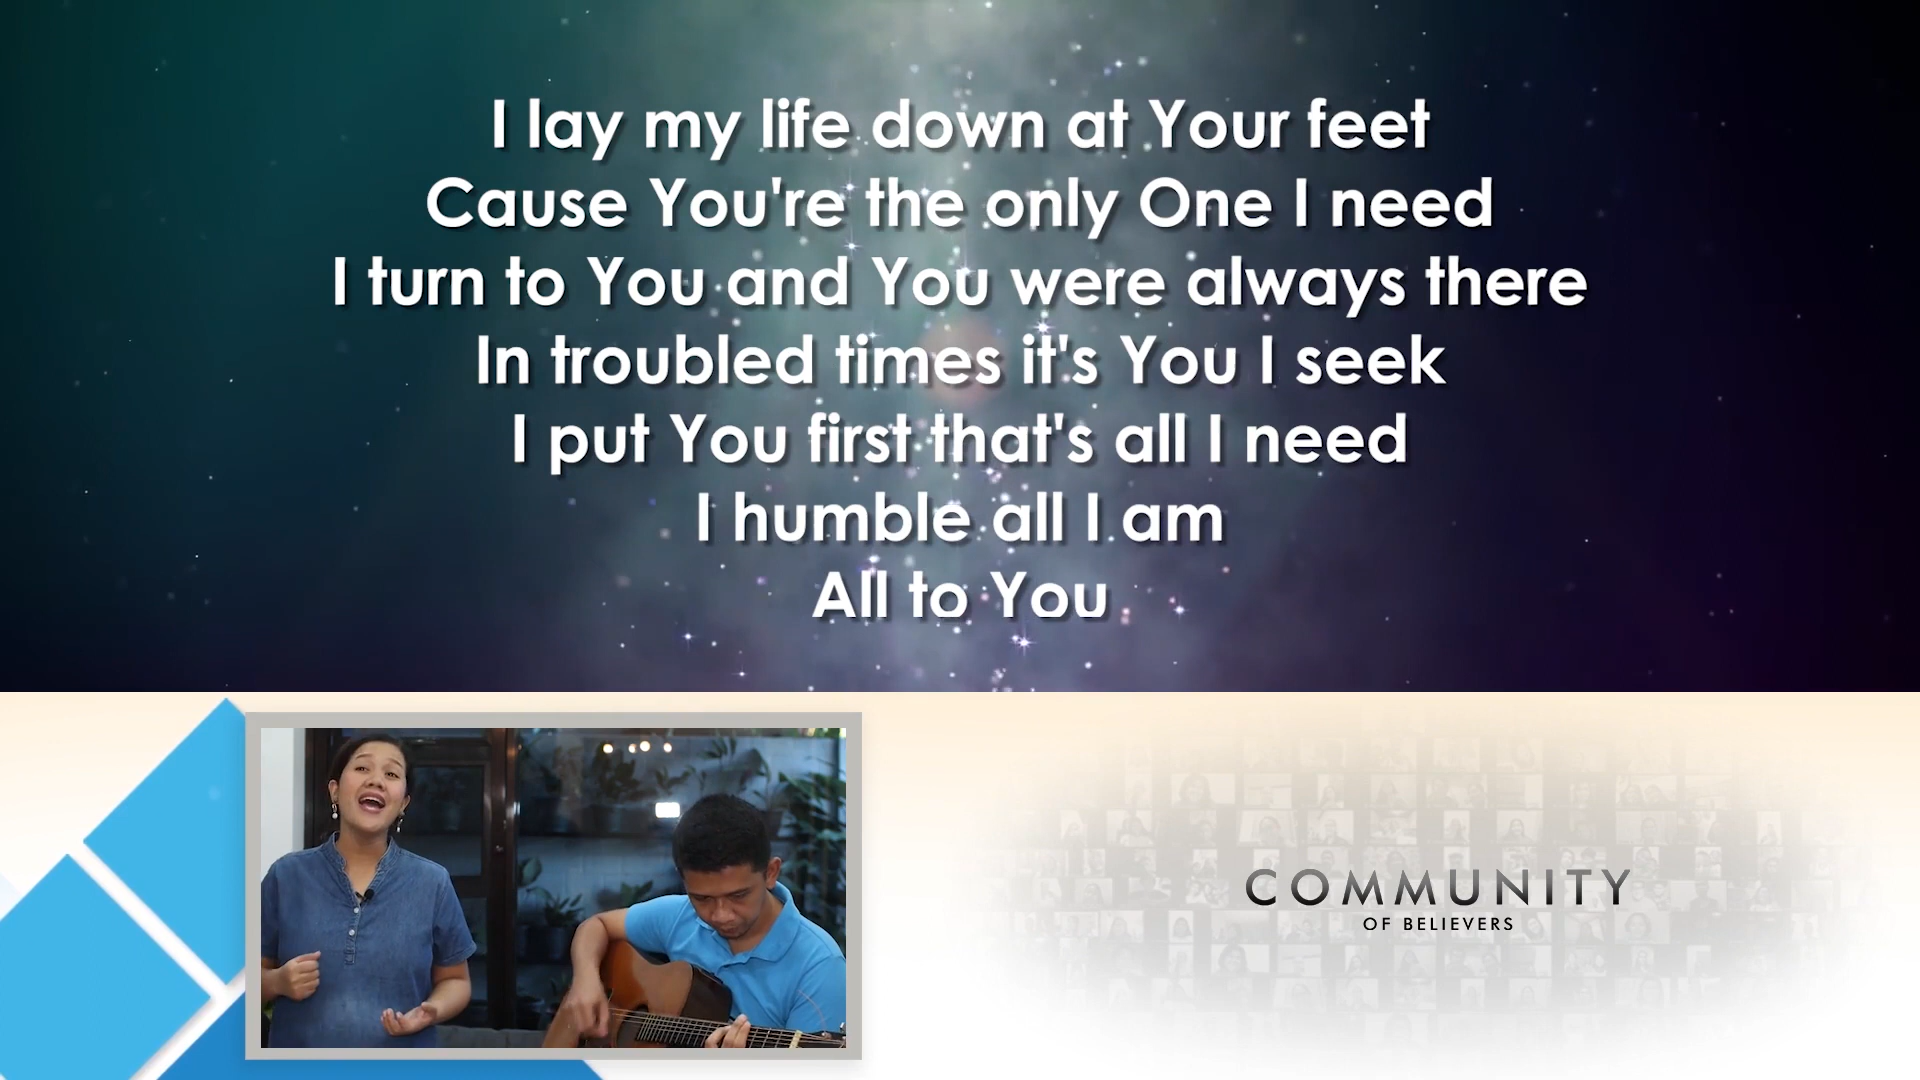 I lay my life down at Your feet
Cause You're the only One I need
I turn to You and You were always there
In troubled times it's You I seek
I put You first that's all I need
I humble all I am
All to You
COMMUNITY
OF BELIEVERS